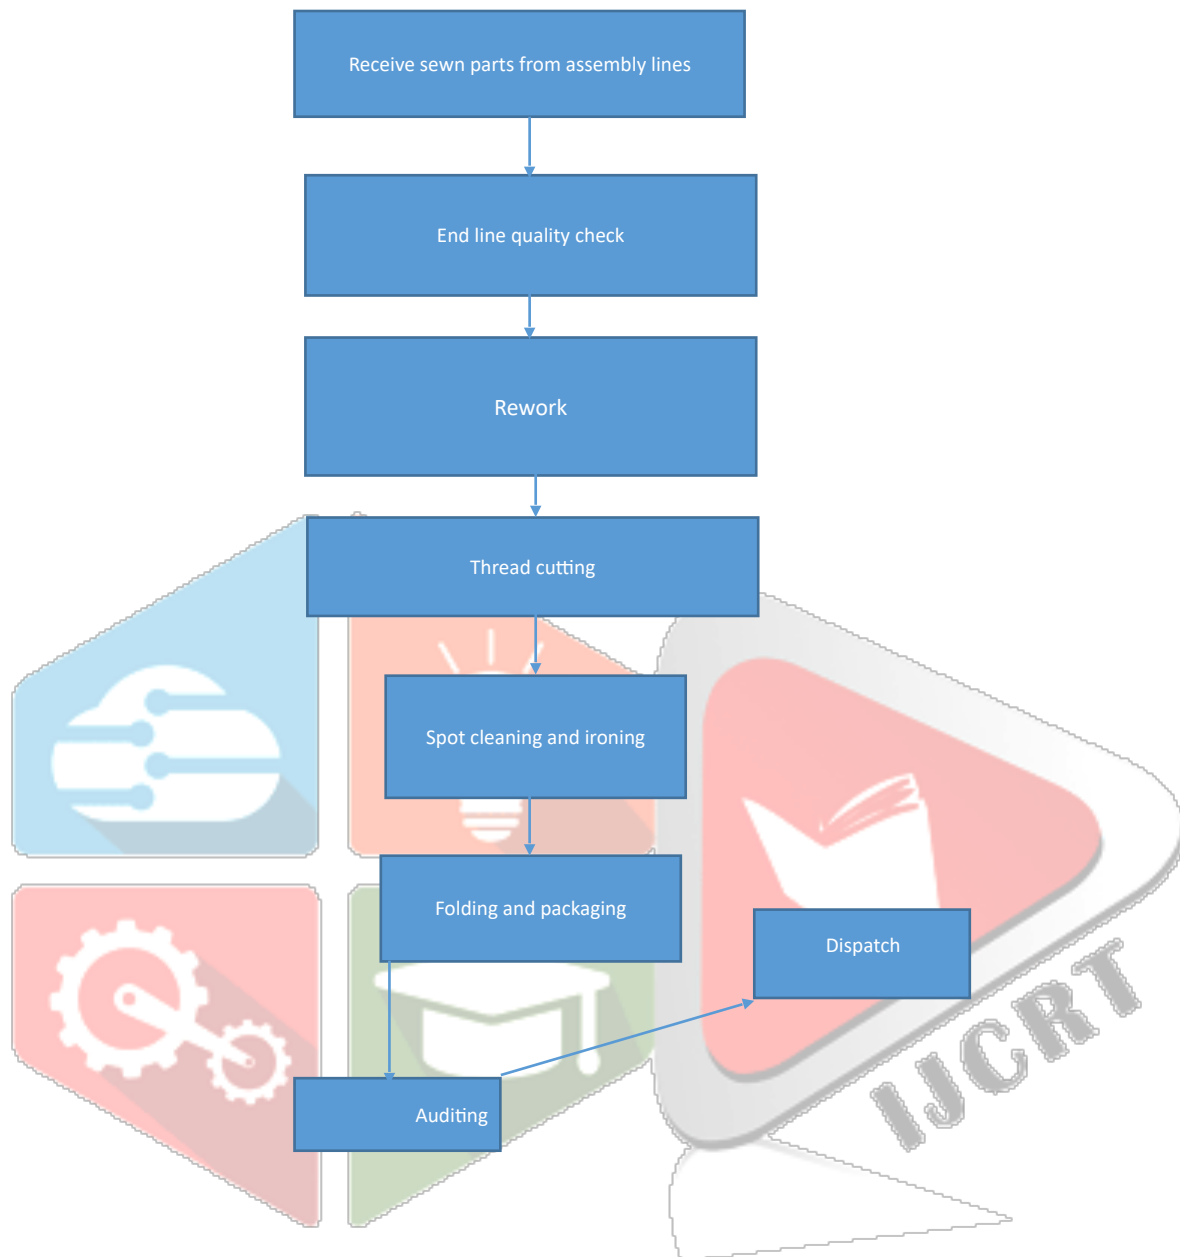 Receive sewn parts from assembly lines
End line quality check
Rework
Thread cutting
Spot cleaning and ironing
Folding and packaging
Dispatch
Auditing
IJCRT